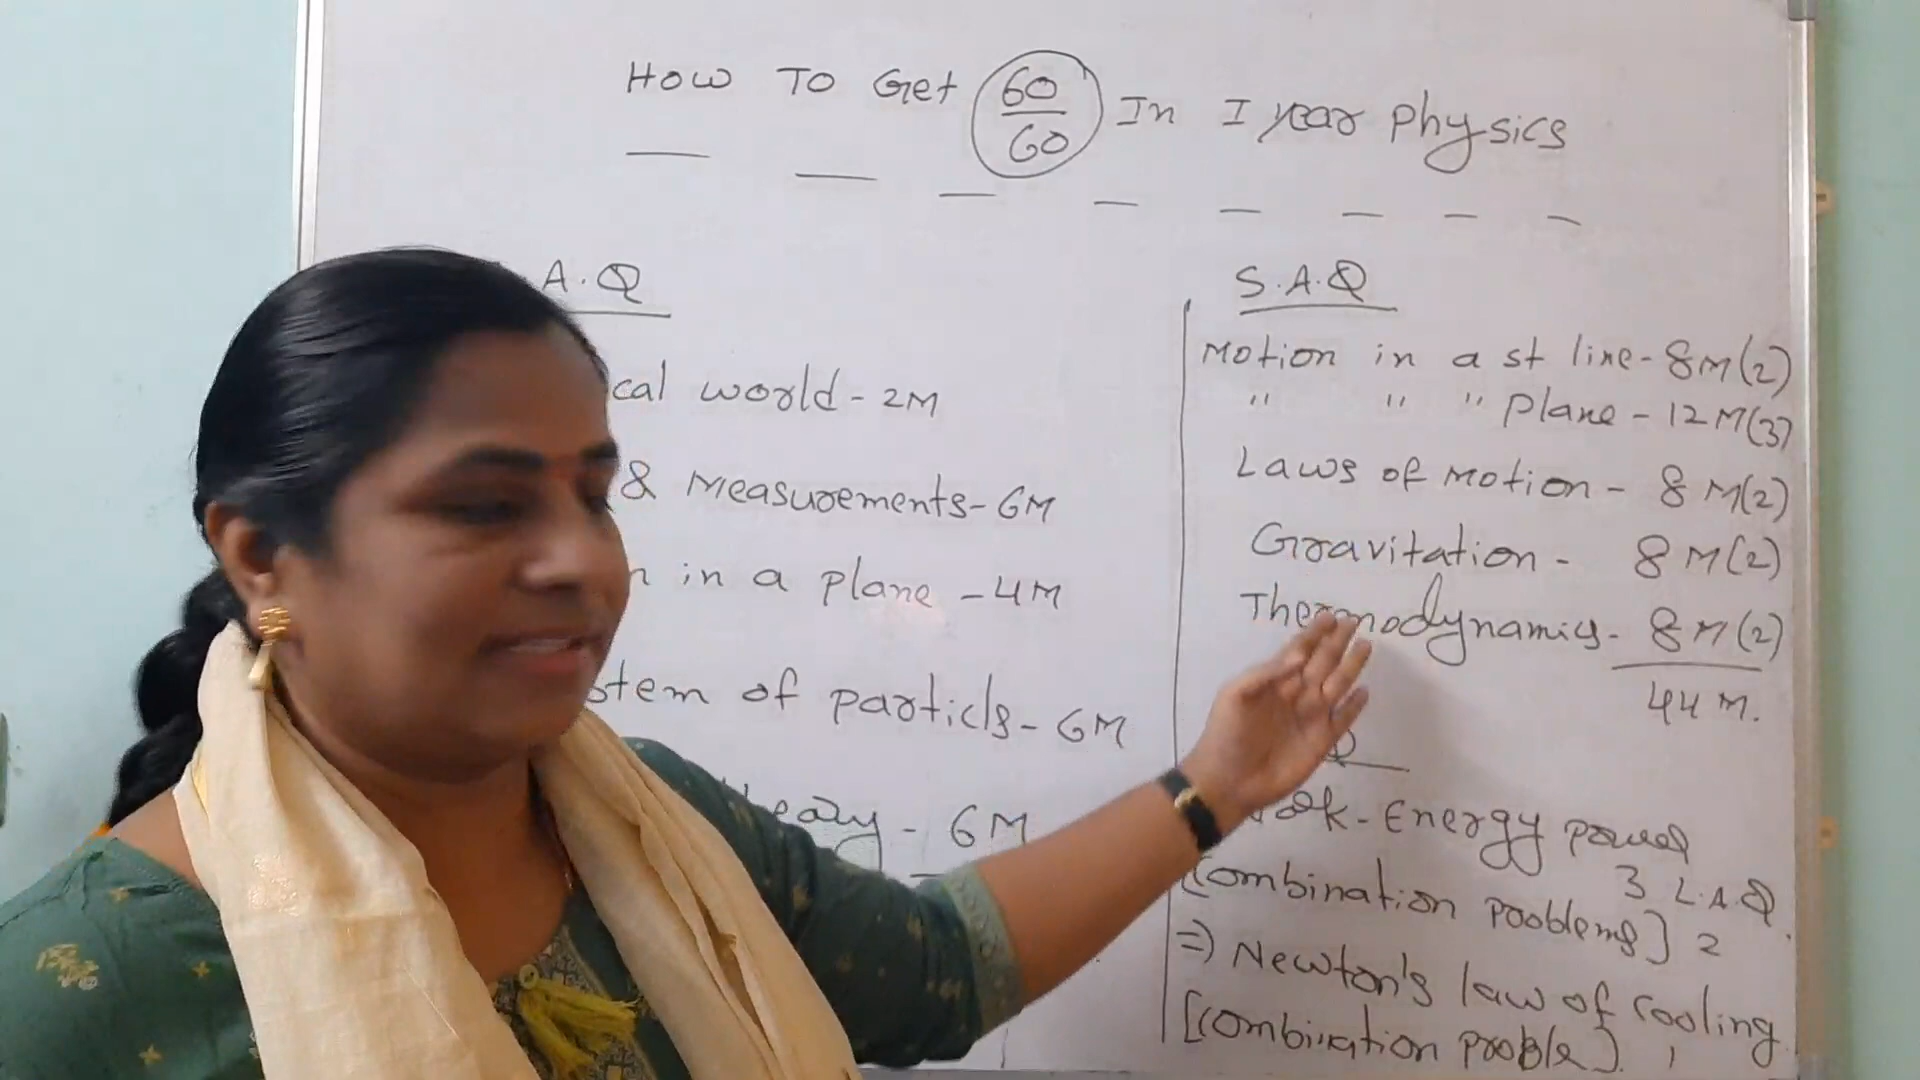 How To Get 60/60 In I year Physics
A.Q
cal world - 2M
& Measurements - 6M
n in a plane - 4M
stem of particls - 6M
eory - 6M
S.A.Q
Motion in a st line - 8M(2)
" " " Plane - 12M(3)
Laws of Motion - 8M(2)
Gravitation - 8M(2)
Thermodynamics - 8M(2)
44M.
Q
ork-Energy power
3 L.A.Q
[Combination Problems] 2
=> Newton's law of cooling
[Combination Proble]. 1